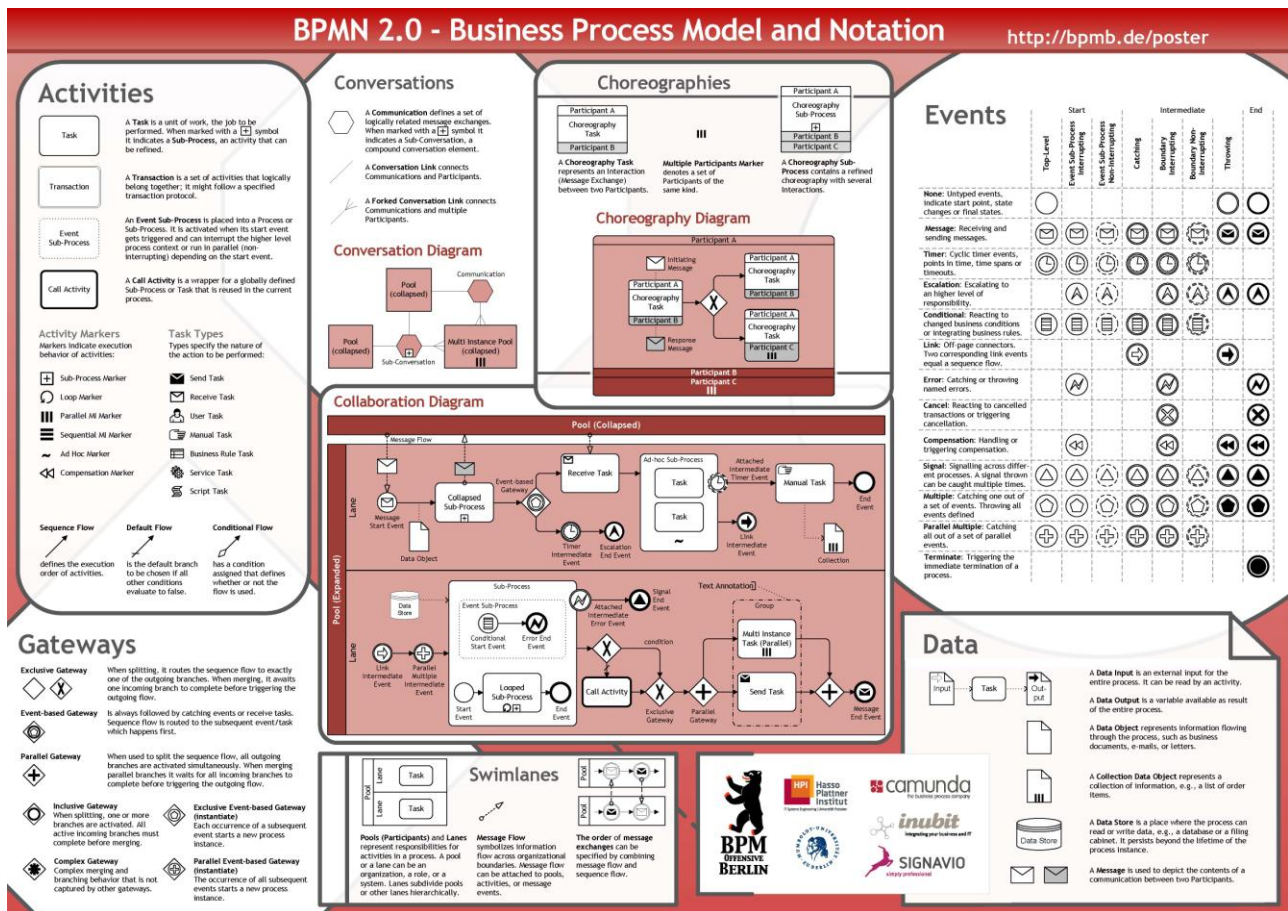 BPMN 2.0 - Business Process Model and Notation
http://bpmb.de/poster
Activities
Task
A Task is a unit of work, the job to be
performed. When marked with a + symbol
it indicates a Sub-Process, an activity that can
be refined.
Transaction
A Transaction is a set of activities that logically
belong together; it might follow a specified
transaction protocol.
Event
Sub-Process
An Event Sub-Process is placed into a Process or
Sub-Process. It is activated when its start event
gets triggered and can interrupt the higher level
process context or run in parallel (non-
interrupting) depending on the start event.
Call Activity
A Call Activity is a wrapper for a globally defined
Sub-Process or Task that is reused in the current
process.
Activity Markers
Markers indicate execution
behavior of activities:
Sub-Process Marker
Loop Marker
Parallel MI Marker
Sequential MI Marker
Ad Hoc Marker
Compensation Marker
Task Types
Types specify the nature of
the action to be performed:
Send Task
Receive Task
User Task
Manual Task
Business Rule Task
Service Task
Script Task
Sequence Flow
defines the execution
order of activities.
Default Flow
is the default branch
to be chosen if all
other conditions
evaluate to false.
Conditional Flow
has a condition
assigned that defines
whether or not the
flow is used.
Conversations
A Communication defines a set of
logically related message exchanges.
When marked with a + symbol it
indicates a Sub-Conversation, a
compound conversation element.
A Conversation Link connects
Communications and Participants.
A Forked Conversation Link connects
Communications and multiple
Participants.
Conversation Diagram
Pool
(collapsed)
Communication
Pool
(collapsed)
Sub-Conversation
Multi Instance Pool
(collapsed)
Choreographies
Participant A
Choreography
Task
Participant B
A Choreography Task
represents an Interaction
(Message Exchange)
between two Participants.
Multiple Participants Marker
denotes a set of
Participants of the
same kind.
Participant A
Choreography
Sub-Process
Participant B
Participant C
A Choreography Sub-
Process contains a refined
choreography with several
Interactions.
Choreography Diagram
Participant A
Initiating
Message
Participant A
Choreography
Task
Participant B
Response
Message
Participant A
Choreography
Task
Participant B
Participant A
Choreography
Task
Participant C
Participant B
Participant C
Events
Start
Intermediate
End
Top-Level
Event Sub-Process
Interrupting
Event Sub-Process
Non-Interrupting
Catching
Boundary
Interrupting
Boundary Non-
Interrupting
Throwing
None: Untyped events,
indicate start point, state
changes or final states.
Message: Receiving and
sending messages.
Timer: Cyclic timer events,
points in time, time spans or
timeouts.
Escalation: Escalating to
an higher level of
responsibility.
Conditional: Reacting to
changed business conditions
or integrating business rules.
Link: Off-page connectors.
Two corresponding link events
equal a sequence flow.
Error: Catching or throwing
named errors.
Cancel: Reacting to cancelled
transactions or triggering
cancellation.
Compensation: Handling or
triggering compensation.
Signal: Signalling across differ-
ent processes. A signal thrown
can be caught multiple times.
Multiple: Catching one out of
a set of events. Throwing all
events defined
Parallel Multiple: Catching
all out of a set of parallel
events.
Terminate: Triggering the
immediate termination of a
process.
Collaboration Diagram
Pool (Collapsed)
Pool (Expanded)
Lane
Message Flow
Message
Start Event
Collapsed
Sub-Process
Data Object
Event-based
Gateway
Receive Task
Timer
Intermediate
Event
Escalation
End Event
Ad-hoc Sub-Process
Task
Task
~
Attached
Intermediate
Timer Event
Manual Task
End
Event
Link
Intermediate
Event
Collection
Lane
Data
Store
Link
Intermediate
Event
Parallel
Multiple
Intermediate
Event
Sub-Process
Event Sub-Process
Conditional
Start Event
Error End
Event
Start
Event
Looped
Sub-Process
End
Event
Attached
Intermediate
Error Event
Signal
End
Event
Call Activity
condition
Exclusive
Gateway
Parallel
Gateway
Text Annotation
Group
Multi Instance
Task (Parallel)
Send Task
Message
End Event
Gateways
Exclusive Gateway
When splitting, it routes the sequence flow to exactly
one of the outgoing branches. When merging, it awaits
one incoming branch to complete before triggering the
outgoing flow.
Event-based Gateway
Is always followed by catching events or receive tasks.
Sequence flow is routed to the subsequent event/task
which happens first.
Parallel Gateway
When used to split the sequence flow, all outgoing
branches are activated simultaneously. When merging
parallel branches it waits for all incoming branches to
complete before triggering the outgoing flow.
Inclusive Gateway
When splitting, one or more
branches are activated. All
active incoming branches must
complete before merging.
Exclusive Event-based Gateway
(instantiate)
Each occurrence of a subsequent
event starts a new process
instance.
Complex Gateway
Complex merging and
branching behavior that is not
captured by other gateways.
Parallel Event-based Gateway
(instantiate)
The occurrence of all subsequent
events starts a new process
instance.
Swimlanes
Pool
Lane
Task
Lane
Task
Pools (Participants) and Lanes
represent responsibilities for
activities in a process. A pool
or a lane can be an
organization, a role, or a
system. Lanes subdivide pools
or other lanes hierarchically.
Message Flow
symbolizes information
flow across organizational
boundaries. Message flow
can be attached to pools,
activities, or message
events.
Pool
Pool
The order of message
exchanges can be
specified by combining
message flow and
sequence flow.
BPM
OFFENSIVE
BERLIN
HPI
Hasso
Plattner
Institut
camunda
the business process company
inubit
Integrating your business and IT
SIGNAVIO
simply professional
Data
Input
Task
Out-
put
A Data Input is an external input for the
entire process. It can be read by an activity.
A Data Output is a variable available as result
of the entire process.
A Data Object represents information flowing
through the process, such as business
documents, e-mails, or letters.
A Collection Data Object represents a
collection of information, e.g., a list of order
items.
Data Store
A Data Store is a place where the process can
read or write data, e.g., a database or a filing
cabinet. It persists beyond the lifetime of the
process instance.
A Message is used to depict the contents of a
communication between two Participants.